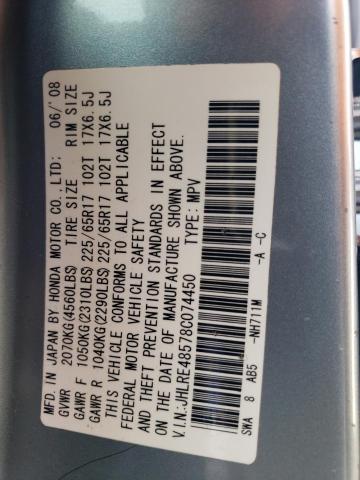 MFD. IN JAPAN BY HONDA MOTOR CO., LTD: 06/'08
GVWR 2070KG(4560LBS) TIRE SIZE RIM SIZE
GAWR F 1050KG(2310LBS) 225/65R17 102T 17X6.5J
GAWR R 1040KG(2290LBS) 225/65R17 102T 17X6.5J
THIS VEHICLE CONFORMS TO ALL APPLICABLE
FEDERAL MOTOR VEHICLE SAFETY
AND THEFT PREVENTION STANDARDS IN EFFECT
ON THE DATE OF MANUFACTURE SHOWN ABOVE.
V.I.N:JHLRE48578C074450 TYPE: MPV
SWA 8 AB5 -NH711M -A -C